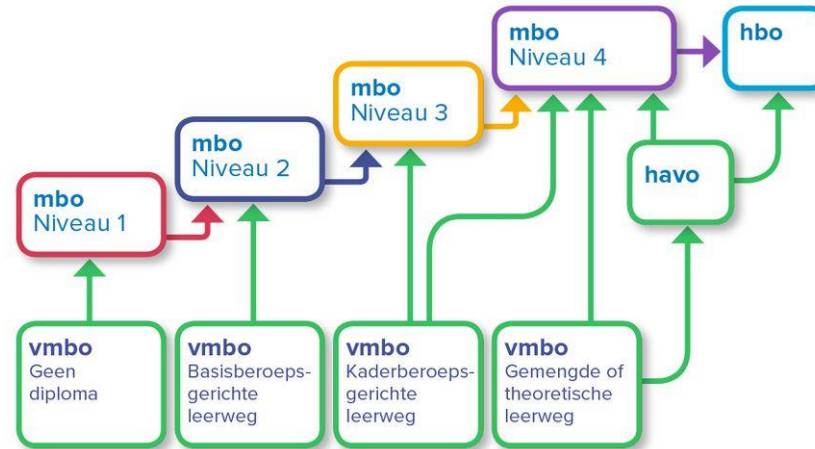 mbo
Niveau 4
hbo
mbo
Niveau 3
mbo
Niveau 2
havo
mbo
Niveau 1
vmbo
Geen
diploma
vmbo
Basisberoeps-
gerichte
leerweg
vmbo
Kaderberoeps-
gerichte
leerweg
vmbo
Gemengde of
theoretische
leerweg